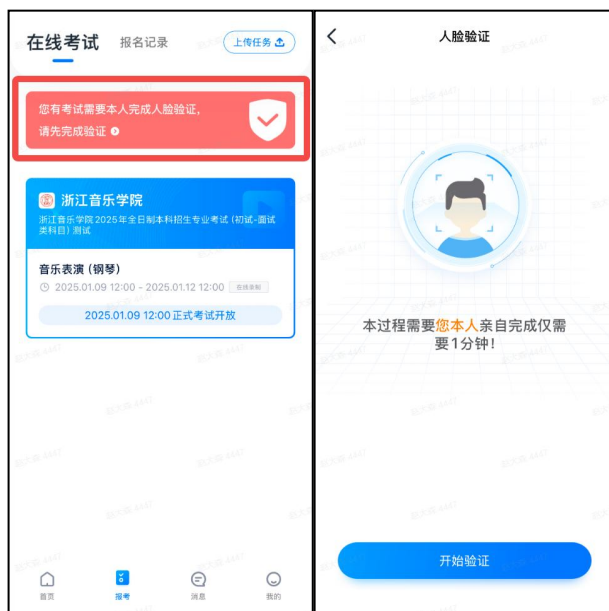 在线考试
报名记录
上传任务
您有考试需要本人完成人脸验证,
请先完成验证
浙江音乐学院
浙江音乐学院2025年全日制本科招生专业考试 (初试-面试
类科目) 测试
音乐表演 (钢琴)
2025.01.09 12:00 - 2025.01.12 12:00
在线录制
2025.01.09 12:00 正式考试开放
首页
报考
消息
我的
人脸验证
本过程需要您本人亲自完成仅需
要1分钟!
开始验证